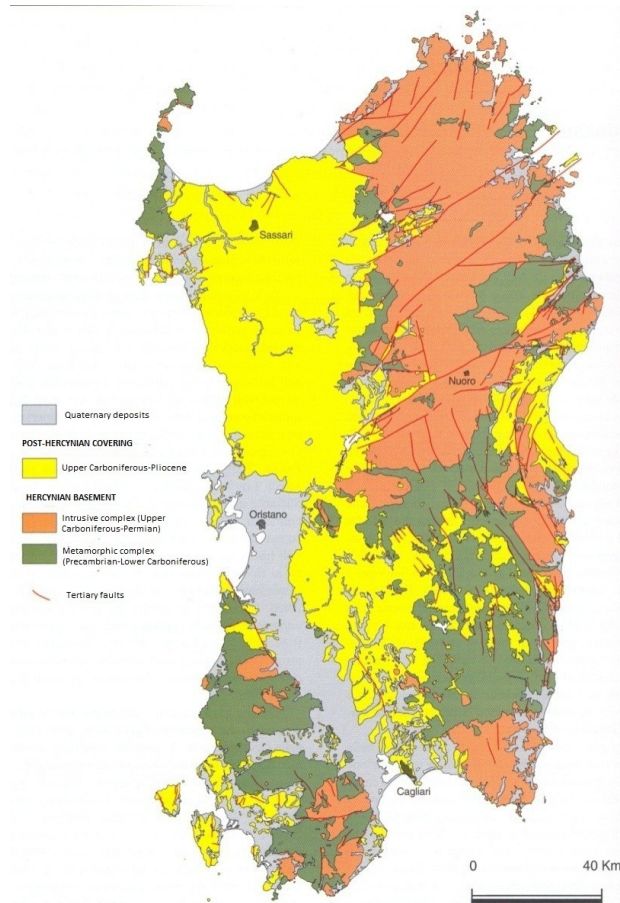 Sassari
Nuoro
Quaternary deposits
POST-HERCYNIAN COVERING
Upper Carboniferous-Pliocene
HERCYNIAN BASEMENT
Intrusive complex (Upper
Carboniferous-Permian)
Metamorphic complex
(Precambrian-Lower Carboniferous)
Tertiary faults
Oristano
Cagliari
0 40 Km